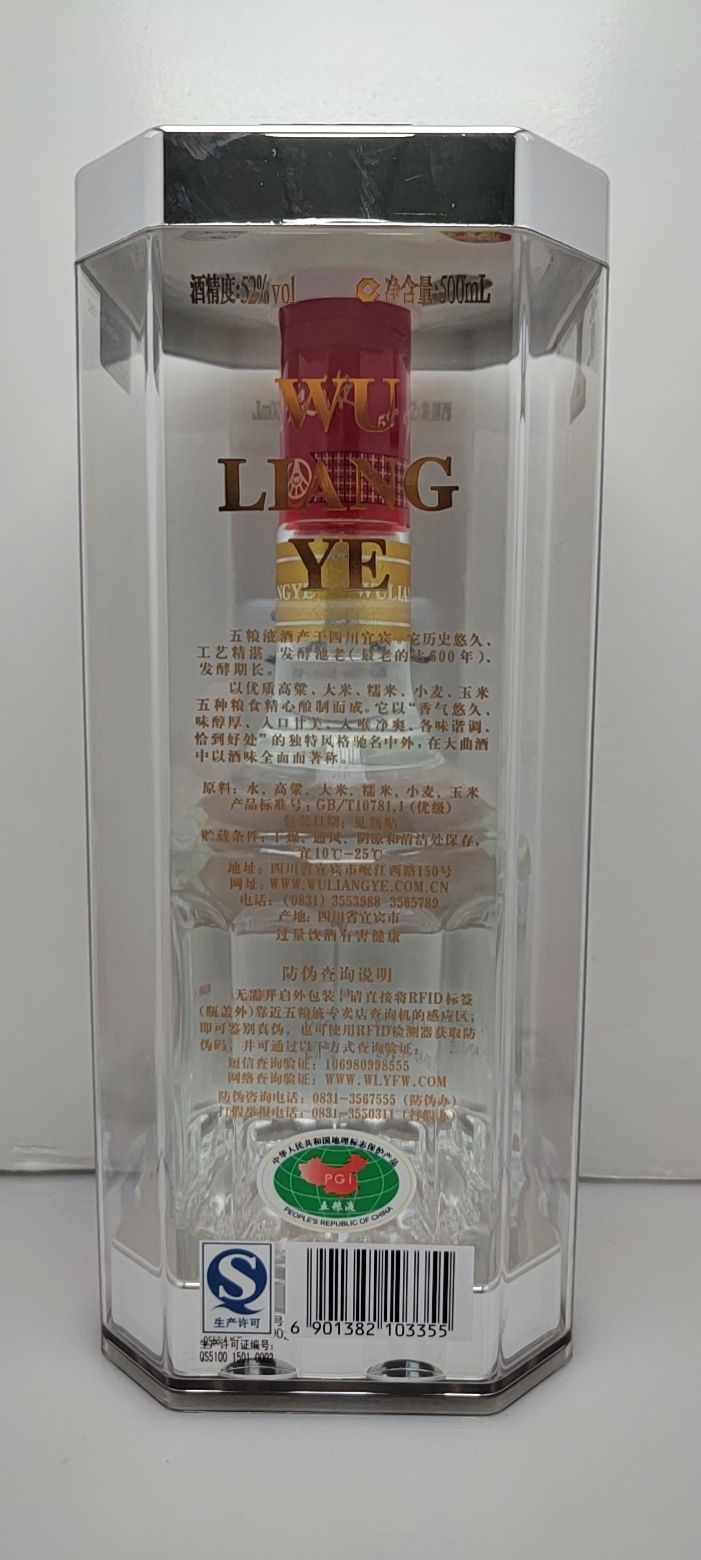 酒精度:52%vol
净含量:500mL
WU
LIANG
YE
五粮液酒产于四川宜宾。它历史悠久、
工艺精湛、发酵池老(最老的达600年)、
发酵期长。
以优质高粱、大米、糯米、小麦、玉米
五种粮食精心酿制而成。它以“香气悠久、
味醇厚、入口甘美、入喉净爽、各味谐调、
恰到好处”的独特风格驰名中外,在大曲酒
中以酒味全面而著称。
原料:水、高粱、大米、糯米、小麦、玉米
产品标准号:GB/T10781.1(优级)
包装日期:见瓶贴
贮藏条件:干燥、通风、阴凉和清洁处保存,
宜10℃-25℃
地址:四川省宜宾市岷江西路150号
网址:WWW.WULIANGYE.COM.CN
电话:(0831) 3553988 3565789
产地:四川省宜宾市
过量饮酒有害健康
防伪查询说明
无需开启外包装,请直接将RFID标签
(瓶盖外)靠近五粮液专卖店查询机的感应区,
即可鉴别真伪,也可使用RFID检测器获取防
伪码,并可通过以下方式查询验证:
短信查询验证:106980998555
网络查询验证:WWW.WLYFW.COM
防伪咨询电话:0831-3567555 (防伪办)
打假举报电话:0831-3550311 (打假办)
中华人民共和国地理标志保护产品
PGI
五粮液
PEOPLE'S REPUBLIC OF CHINA
S
生产许可
生产许可证编号:
QS5100 1501 0002
6 901382 103355